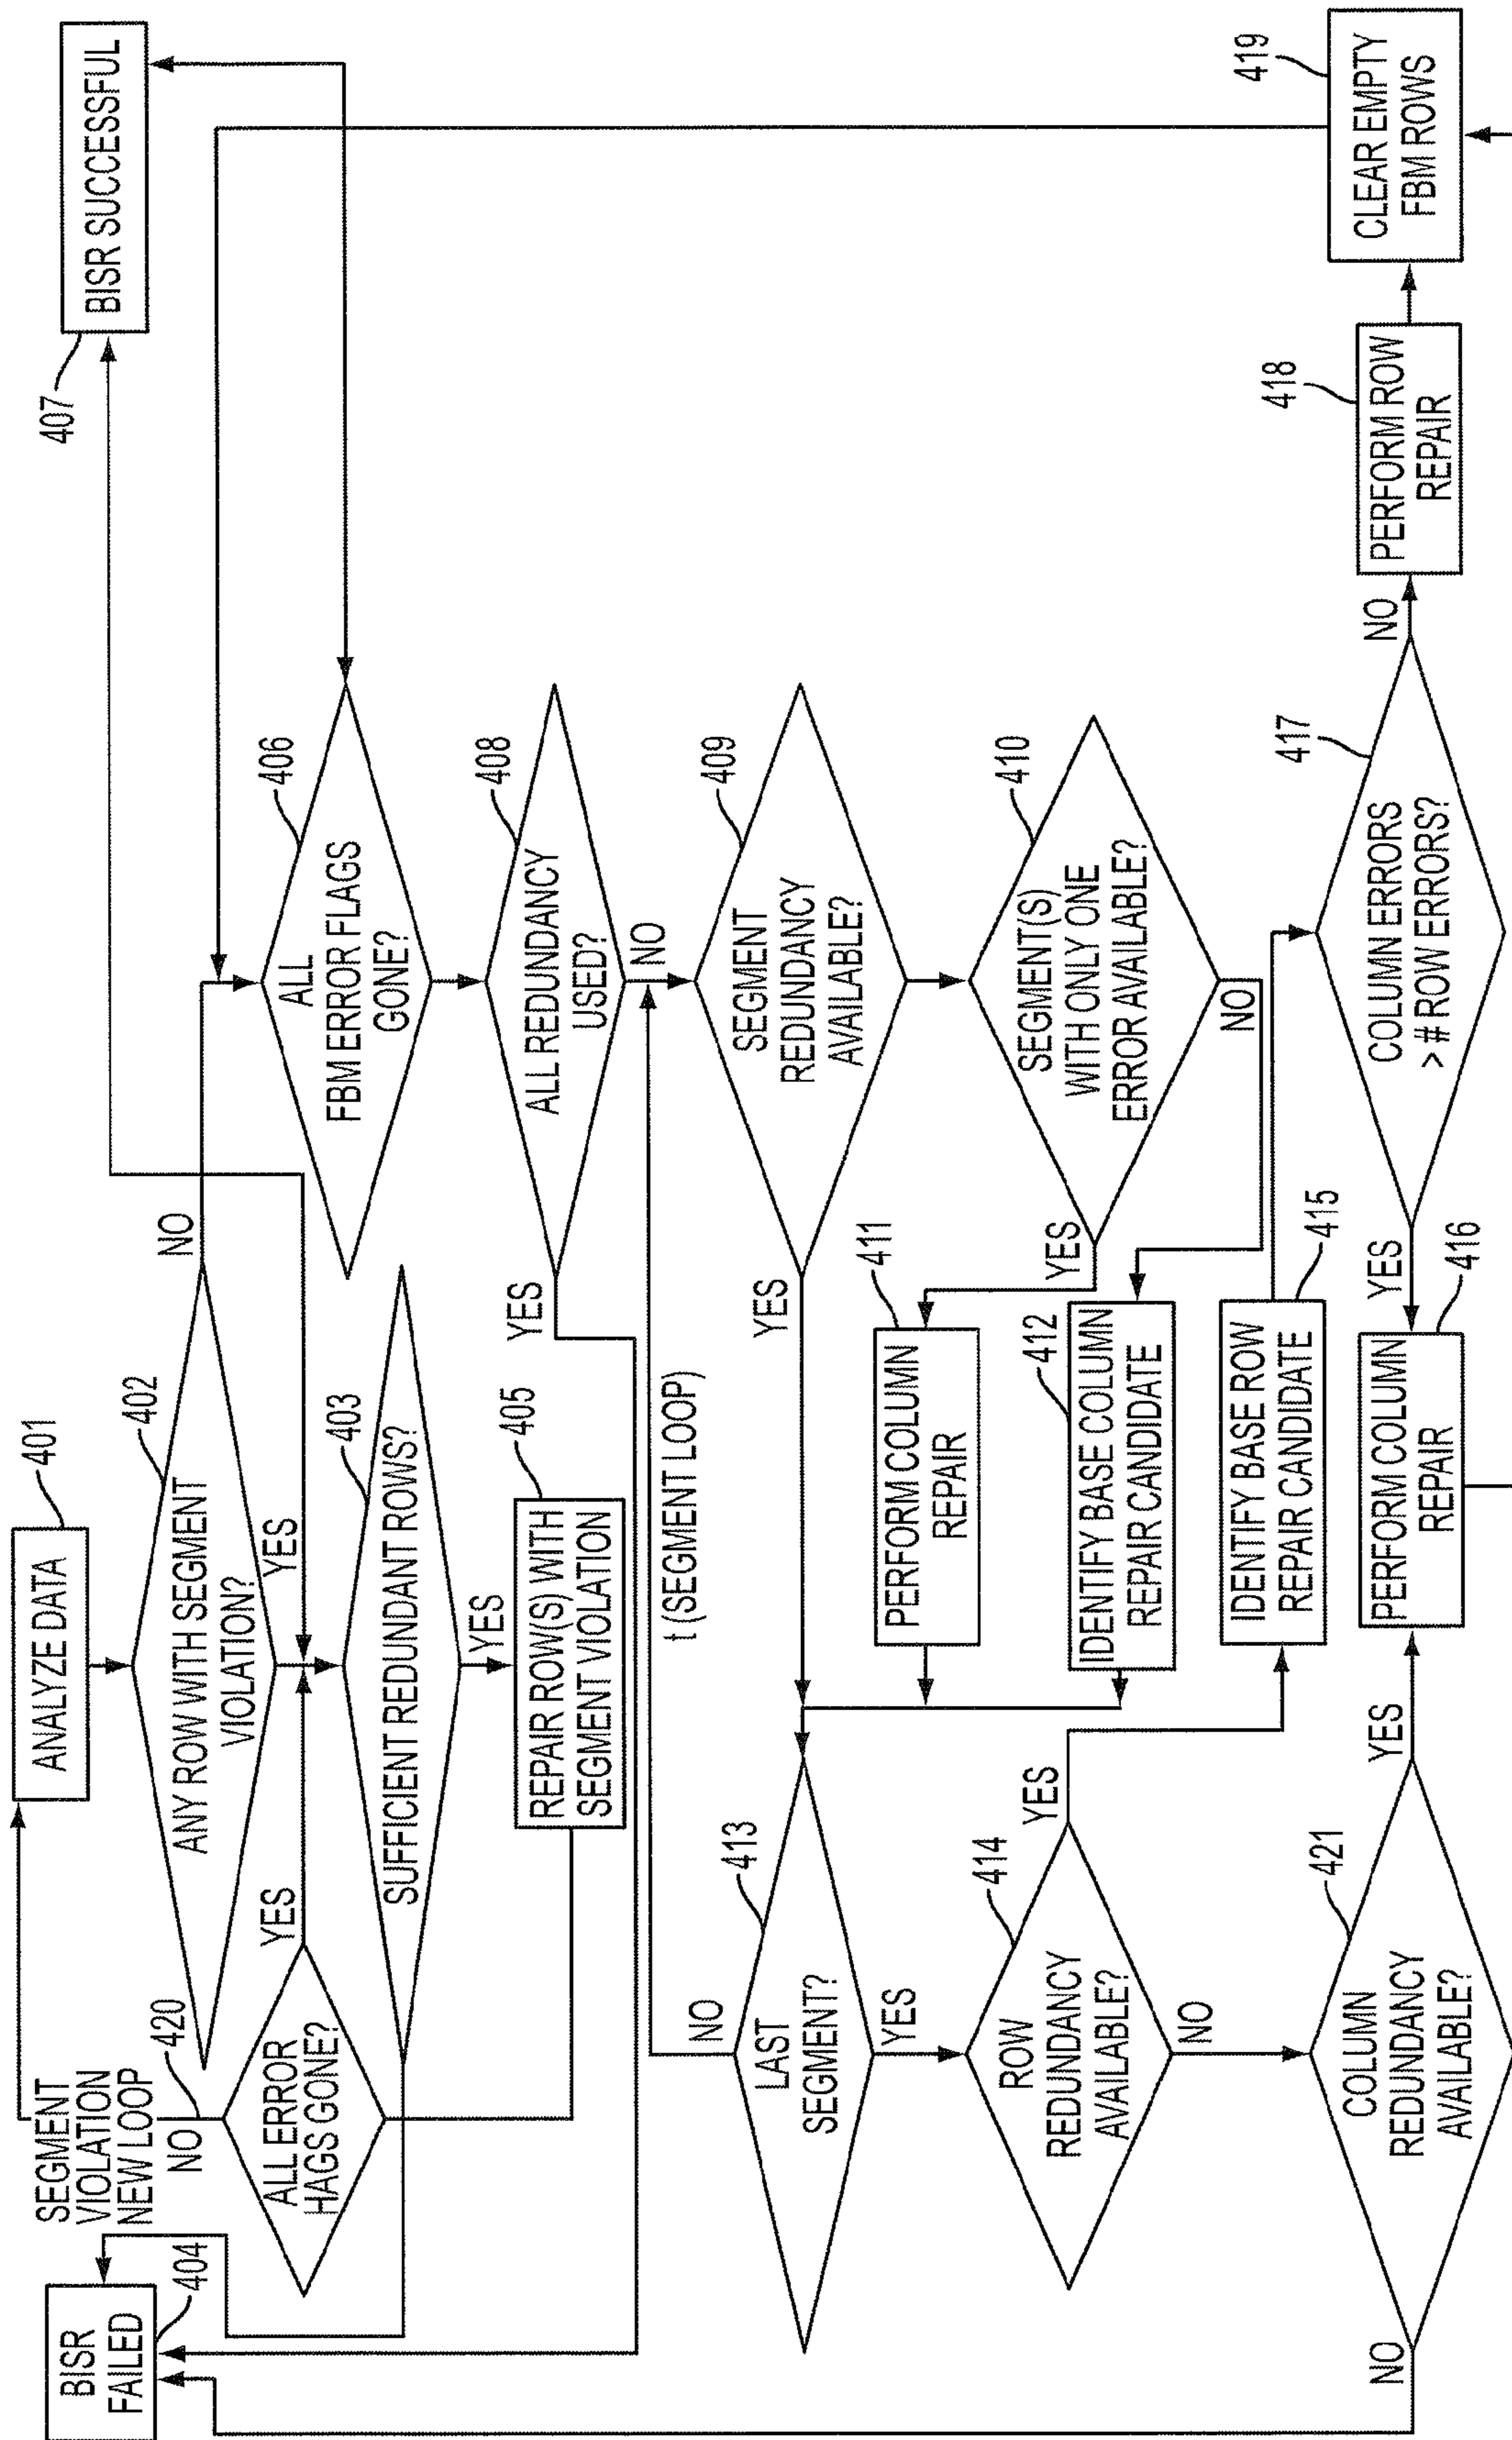 ANALYZE DATA
401
ANY ROW WITH SEGMENT
VIOLATION?
402
NO
YES
SEGMENT
VIOLATION
NEW LOOP
NO
420
ALL ERROR
HAGS GONE?
YES
SUFFICIENT REDUNDANT ROWS?
403
YES
REPAIR ROW(S) WITH
SEGMENT VIOLATION
405
BISR
FAILED
404
BISR SUCCESSFUL
407
ALL
FBM ERROR FLAGS
GONE?
406
ALL REDUNDANCY
USED?
408
YES
NO
t (SEGMENT LOOP)
SEGMENT
REDUNDANCY
AVAILABLE?
409
YES
SEGMENT(S)
WITH ONLY ONE
ERROR AVAILABLE?
410
YES
NO
PERFORM COLUMN
REPAIR
411
IDENTIFY BASE COLUMN
REPAIR CANDIDATE
412
LAST
SEGMENT?
413
NO
YES
ROW
REDUNDANCY
AVAILABLE?
414
YES
NO
IDENTIFY BASE ROW
REPAIR CANDIDATE
415
COLUMN
REDUNDANCY
AVAILABLE?
421
NO
YES
PERFORM COLUMN
REPAIR
416
COLUMN ERRORS
> # ROW ERRORS?
417
YES
NO
PERFORM ROW
REPAIR
418
CLEAR EMPTY
FBM ROWS
419